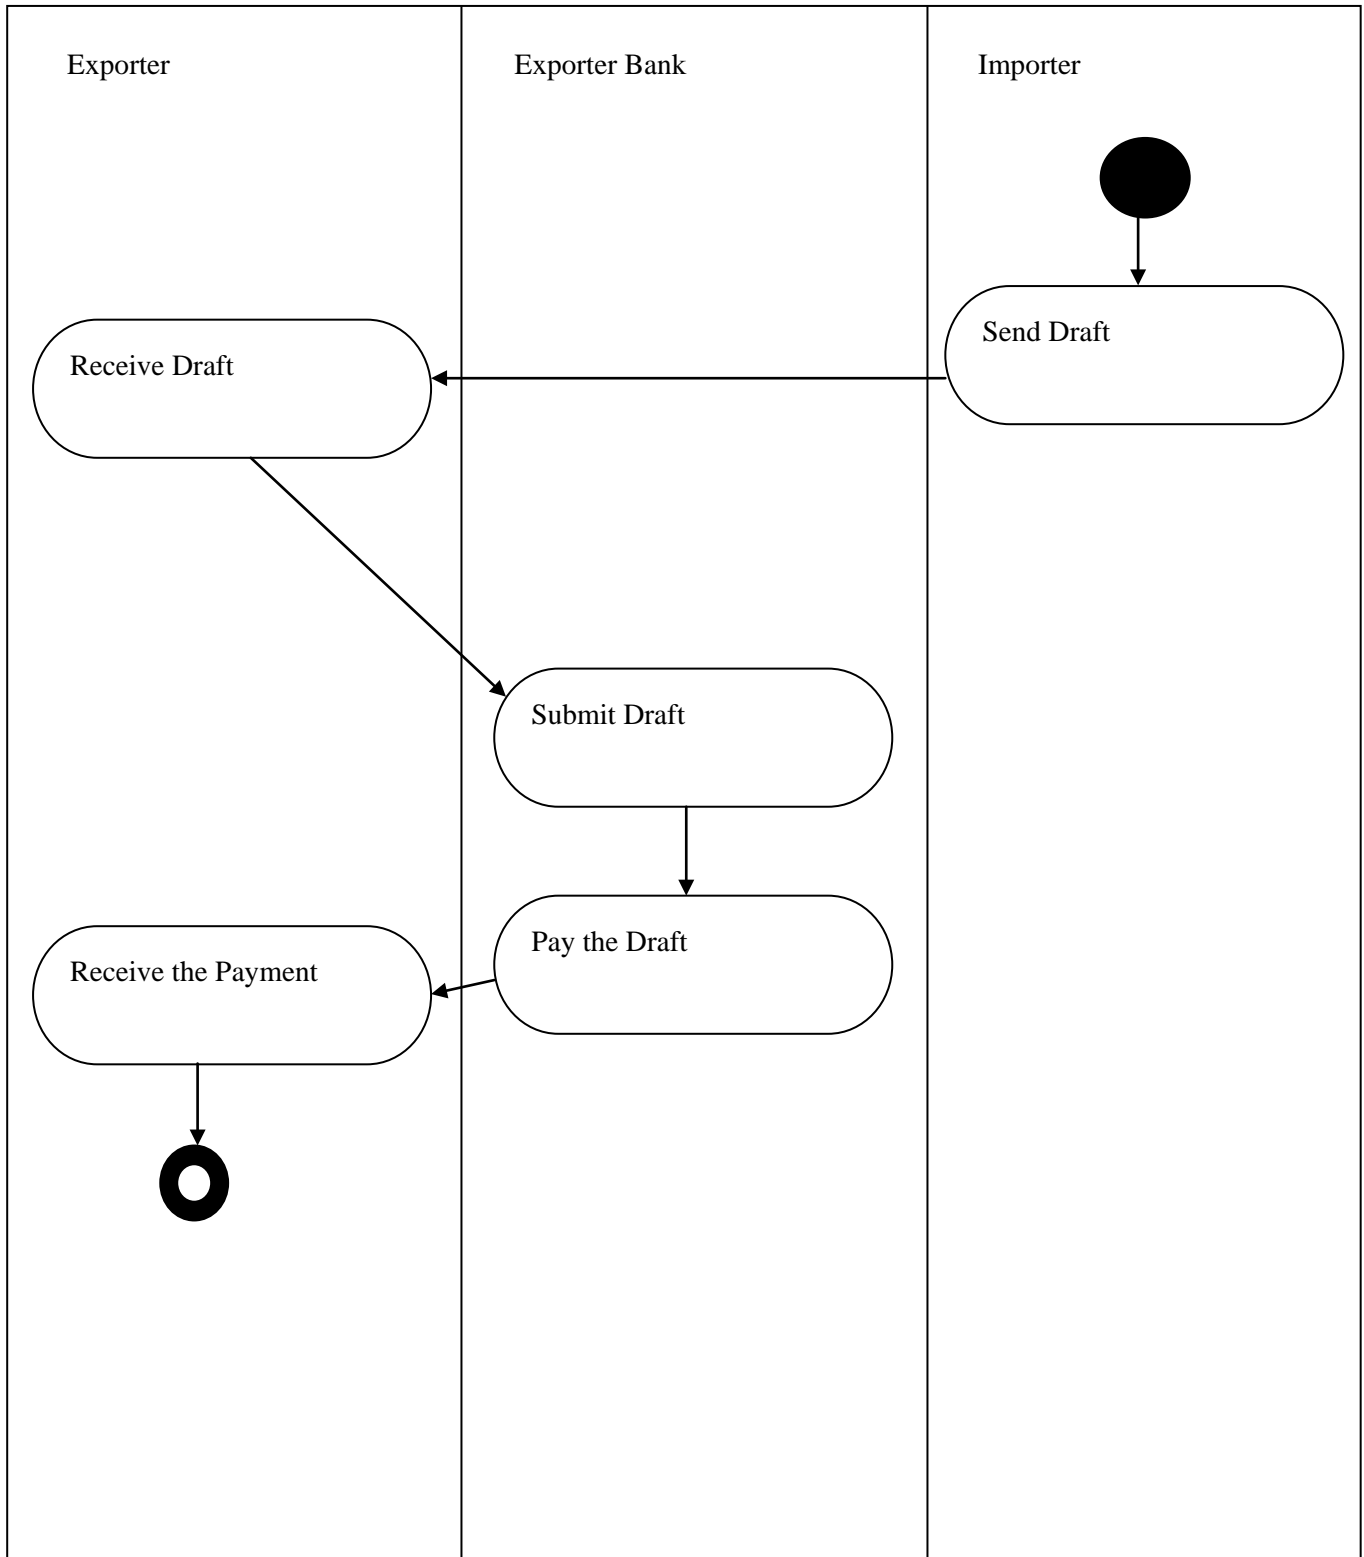 Exporter
Exporter Bank
Importer
Send Draft
Receive Draft
Submit Draft
Pay the Draft
Receive the Payment